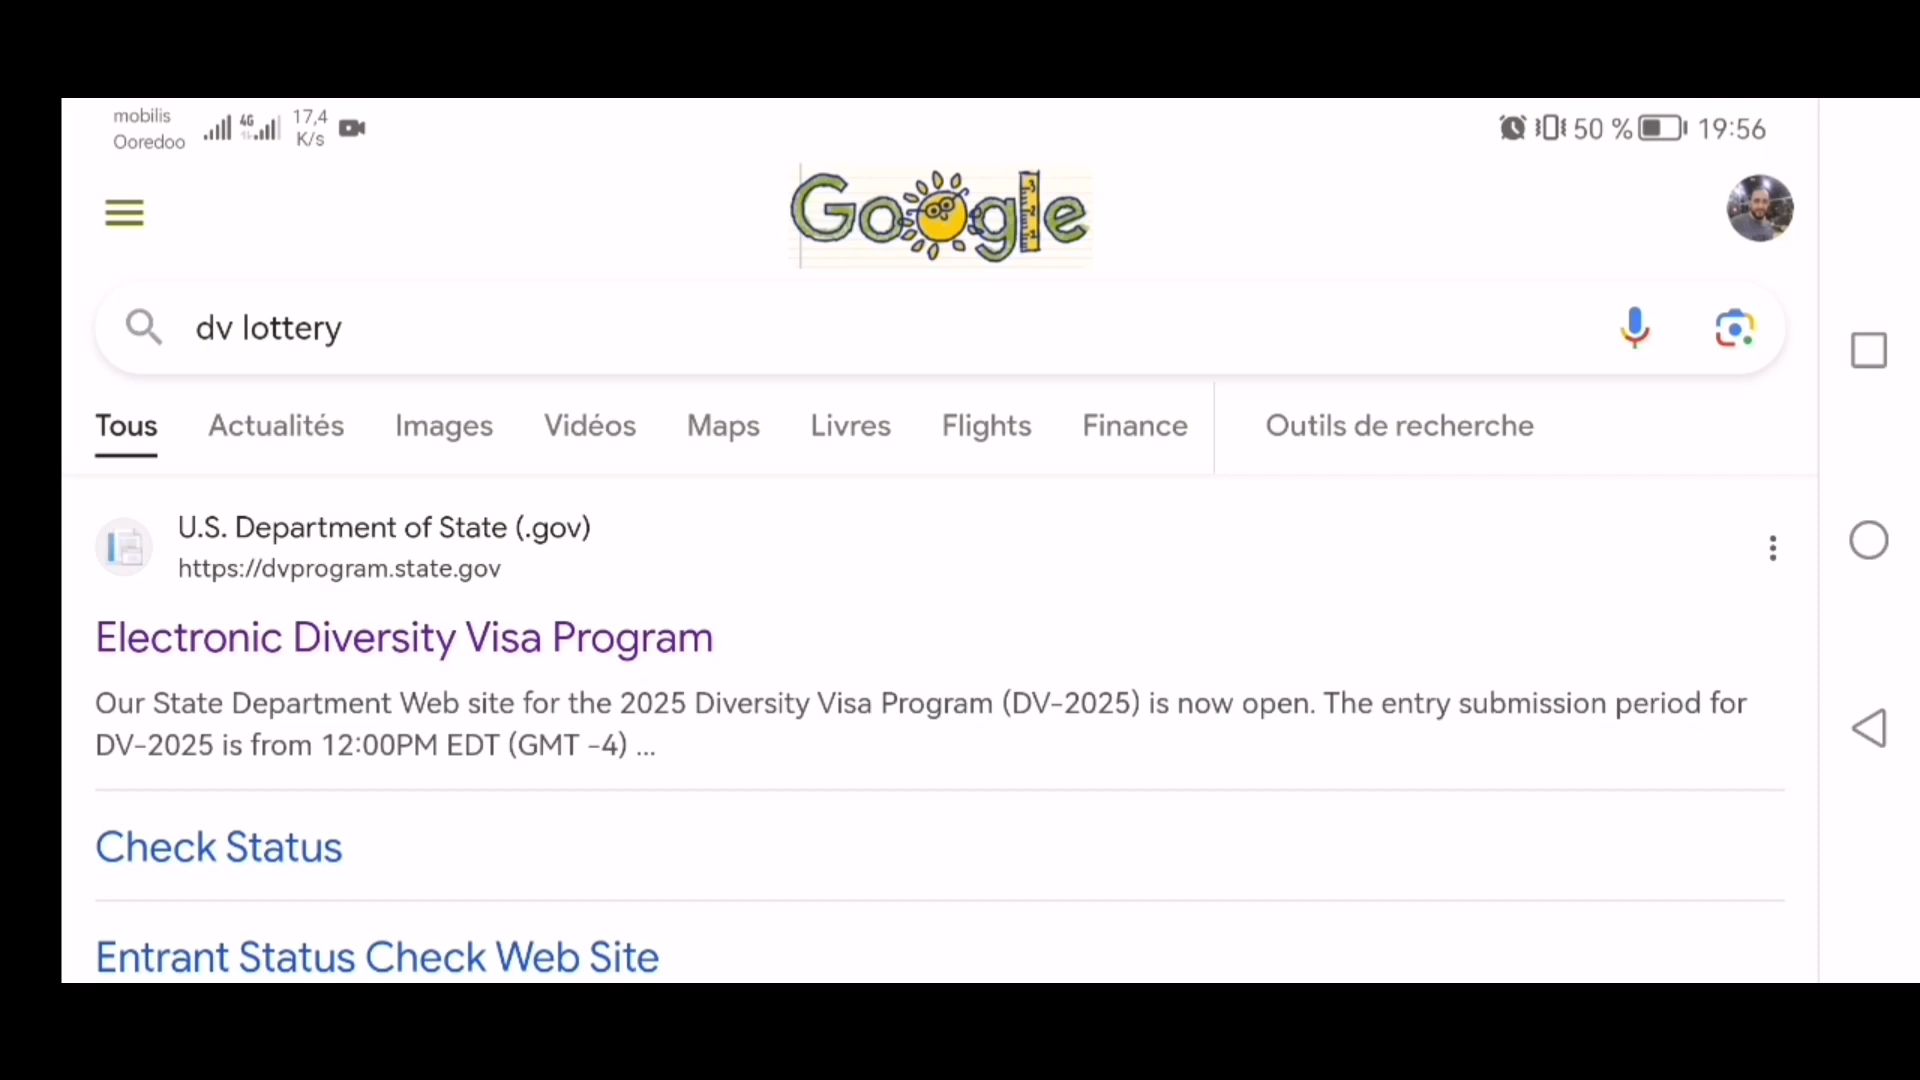 mobilis
Ooredoo
4G
17,4
K/s
50 %
19:56
Google
dv lottery
Tous Actualités Images Vidéos Maps Livres Flights Finance Outils de recherche
U.S. Department of State (.gov)
https://dvprogram.state.gov
Electronic Diversity Visa Program
Our State Department Web site for the 2025 Diversity Visa Program (DV-2025) is now open. The entry submission period for
DV-2025 is from 12:00PM EDT (GMT -4) ...
Check Status
Entrant Status Check Web Site